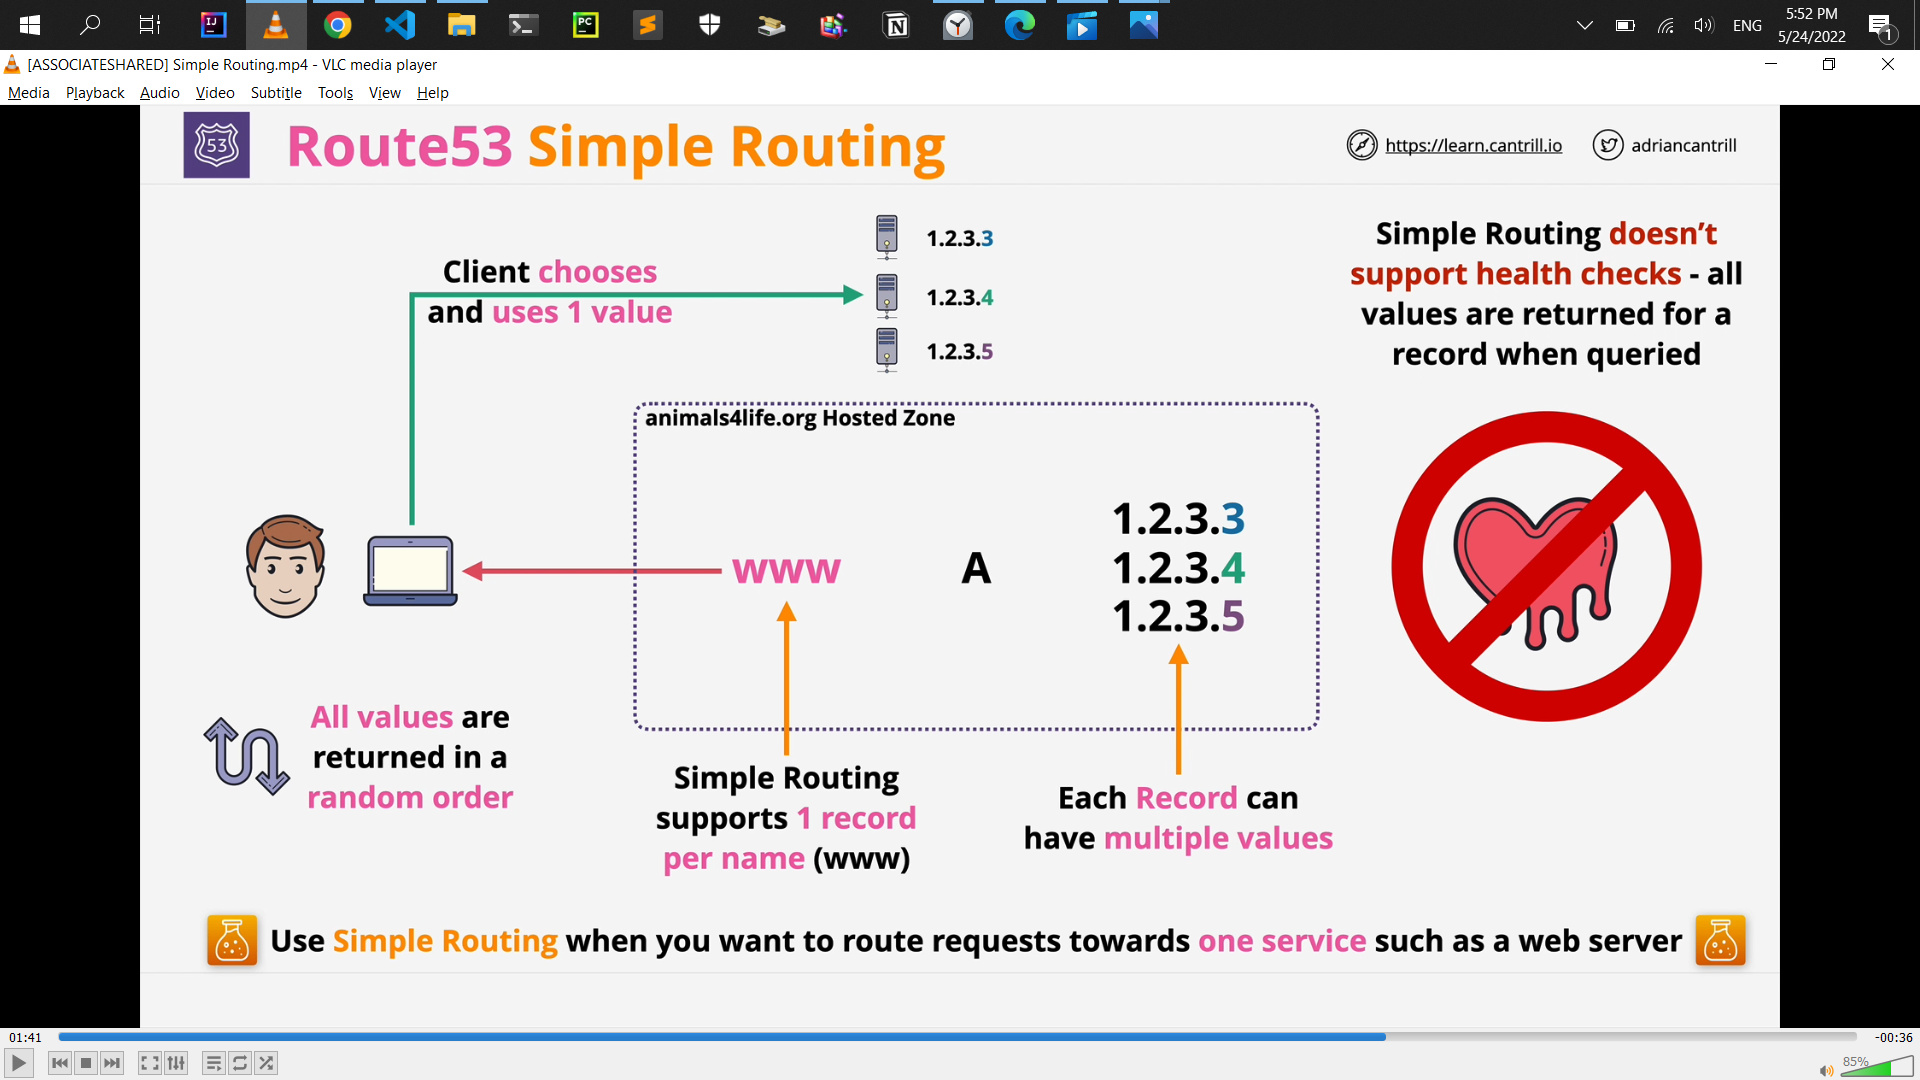 5:52 PM
ENG
5/24/2022
1
[ASSOCIATESHARED] Simple Routing.mp4 - VLC media player
Media Playback Audio Video Subtitle Tools View Help
53
Route53 Simple Routing
https://learn.cantrill.io
adriancantrill
Client chooses
and uses 1 value
1.2.3.3
1.2.3.4
1.2.3.5
Simple Routing doesn't
support health checks - all
values are returned for a
record when queried
animals4life.org Hosted Zone
www
A
1.2.3.3
1.2.3.4
1.2.3.5
All values are
returned in a
random order
Simple Routing
supports 1 record
per name (www)
Each Record can
have multiple values
Use Simple Routing when you want to route requests towards one service such as a web server
01:41
-00:36
85%